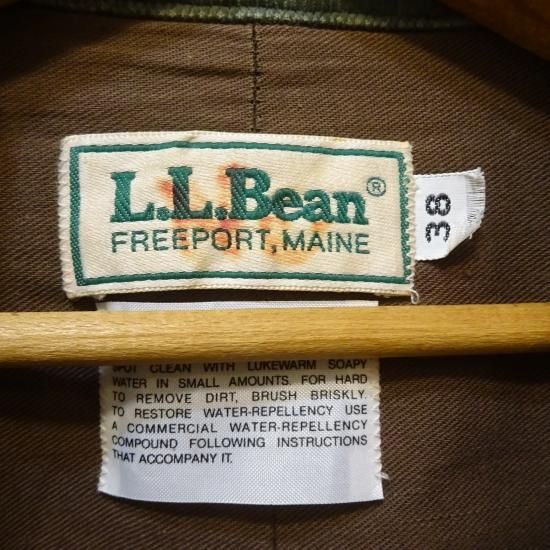 L.L.Bean®
FREEPORT, MAINE
38
SPOT CLEAN WITH LUKEWARM SOAPY
WATER IN SMALL AMOUNTS. FOR HARD
TO REMOVE DIRT, BRUSH BRISKLY.
TO RESTORE WATER-REPELLENCY USE
A COMMERCIAL WATER-REPELLENCY
COMPOUND FOLLOWING INSTRUCTIONS
THAT ACCOMPANY IT.